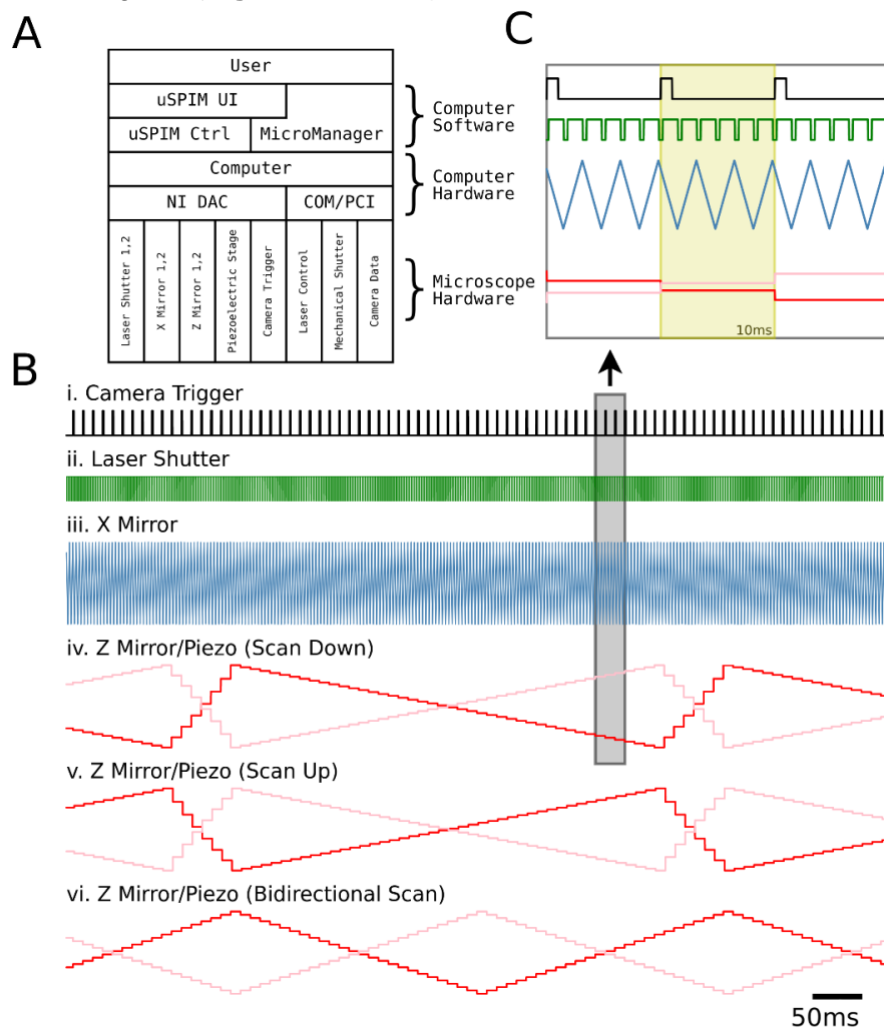 A
User
uSPIM UI
uSPIM Ctrl
MicroManager
Computer
NI DAC
COM/PCI
Laser Shutter 1,2
X Mirror 1,2
Z Mirror 1,2
Piezoelectric Stage
Camera Trigger
Laser Control
Mechanical Shutter
Camera Data
Computer
Software
Computer
Hardware
Microscope
Hardware
C
10ms
B
i. Camera Trigger
ii. Laser Shutter
iii. X Mirror
iv. Z Mirror/Piezo (Scan Down)
v. Z Mirror/Piezo (Scan Up)
vi. Z Mirror/Piezo (Bidirectional Scan)
50ms